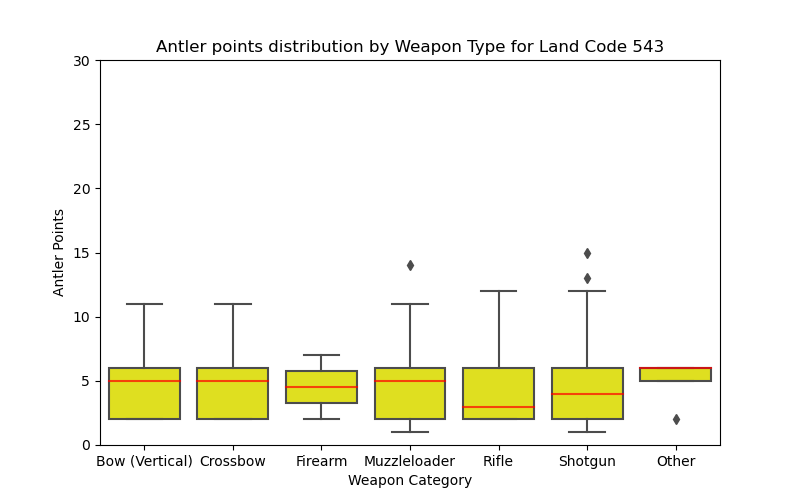 Antler points distribution by Weapon Type for Land Code 543
30
25
20
15
10
5
0
Antler Points
Bow (Vertical) Crossbow Firearm Muzzleloader Rifle Shotgun Other
Weapon Category